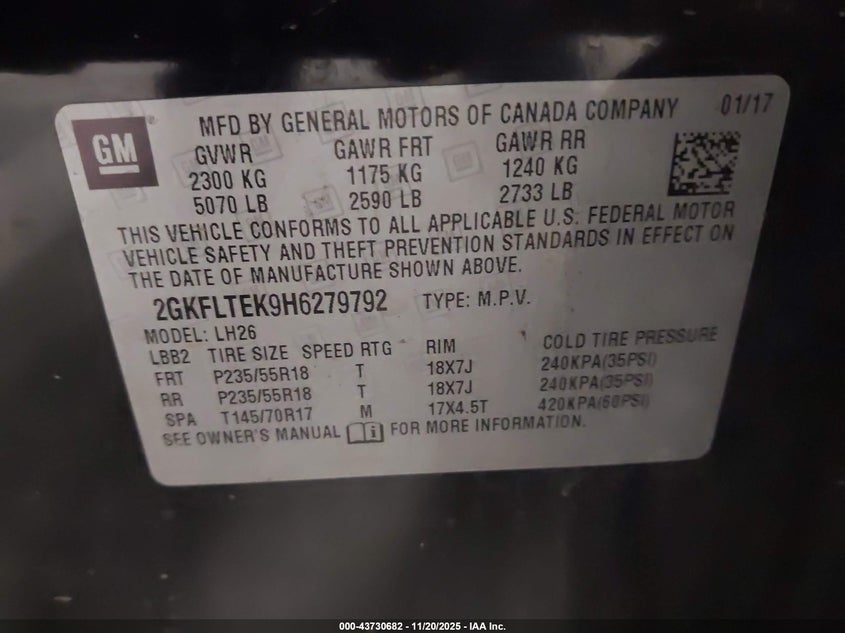 GM
MFD BY GENERAL MOTORS OF CANADA COMPANY 01/17
GVWR GAWR FRT GAWR RR
2300 KG 1175 KG 1240 KG
5070 LB 2590 LB 2733 LB
THIS VEHICLE CONFORMS TO ALL APPLICABLE U.S. FEDERAL MOTOR
VEHICLE SAFETY AND THEFT PREVENTION STANDARDS IN EFFECT ON
THE DATE OF MANUFACTURE SHOWN ABOVE.
2GKFLTEK9H6279792 TYPE: M.P.V.
MODEL: LH26
LBB2 TIRE SIZE SPEED RTG RIM COLD TIRE PRESSURE
FRT P235/55R18 T 18X7J 240KPA(35PSI)
RR P235/55R18 T 18X7J 240KPA(35PSI)
SPA T145/70R17 M 17X4.5T 420KPA(60PSI)
SEE OWNER'S MANUAL FOR MORE INFORMATION.
000-43730682 - 11/20/2025 - IAA Inc.